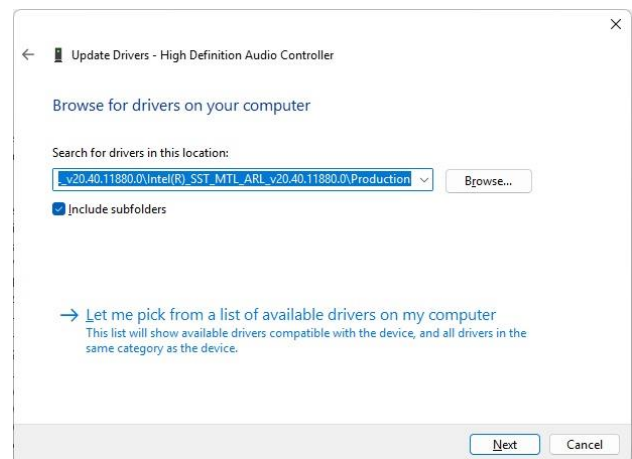 Update Drivers - High Definition Audio Controller
Browse for drivers on your computer
Search for drivers in this location:
_v20.40.11880.0\Intel(R)_SST_MTL_ARL_v20.40.11880.0\Production
Browse...
Include subfolders
Let me pick from a list of available drivers on my computer
This list will show available drivers compatible with the device, and all drivers in the
same category as the device.
Next
Cancel